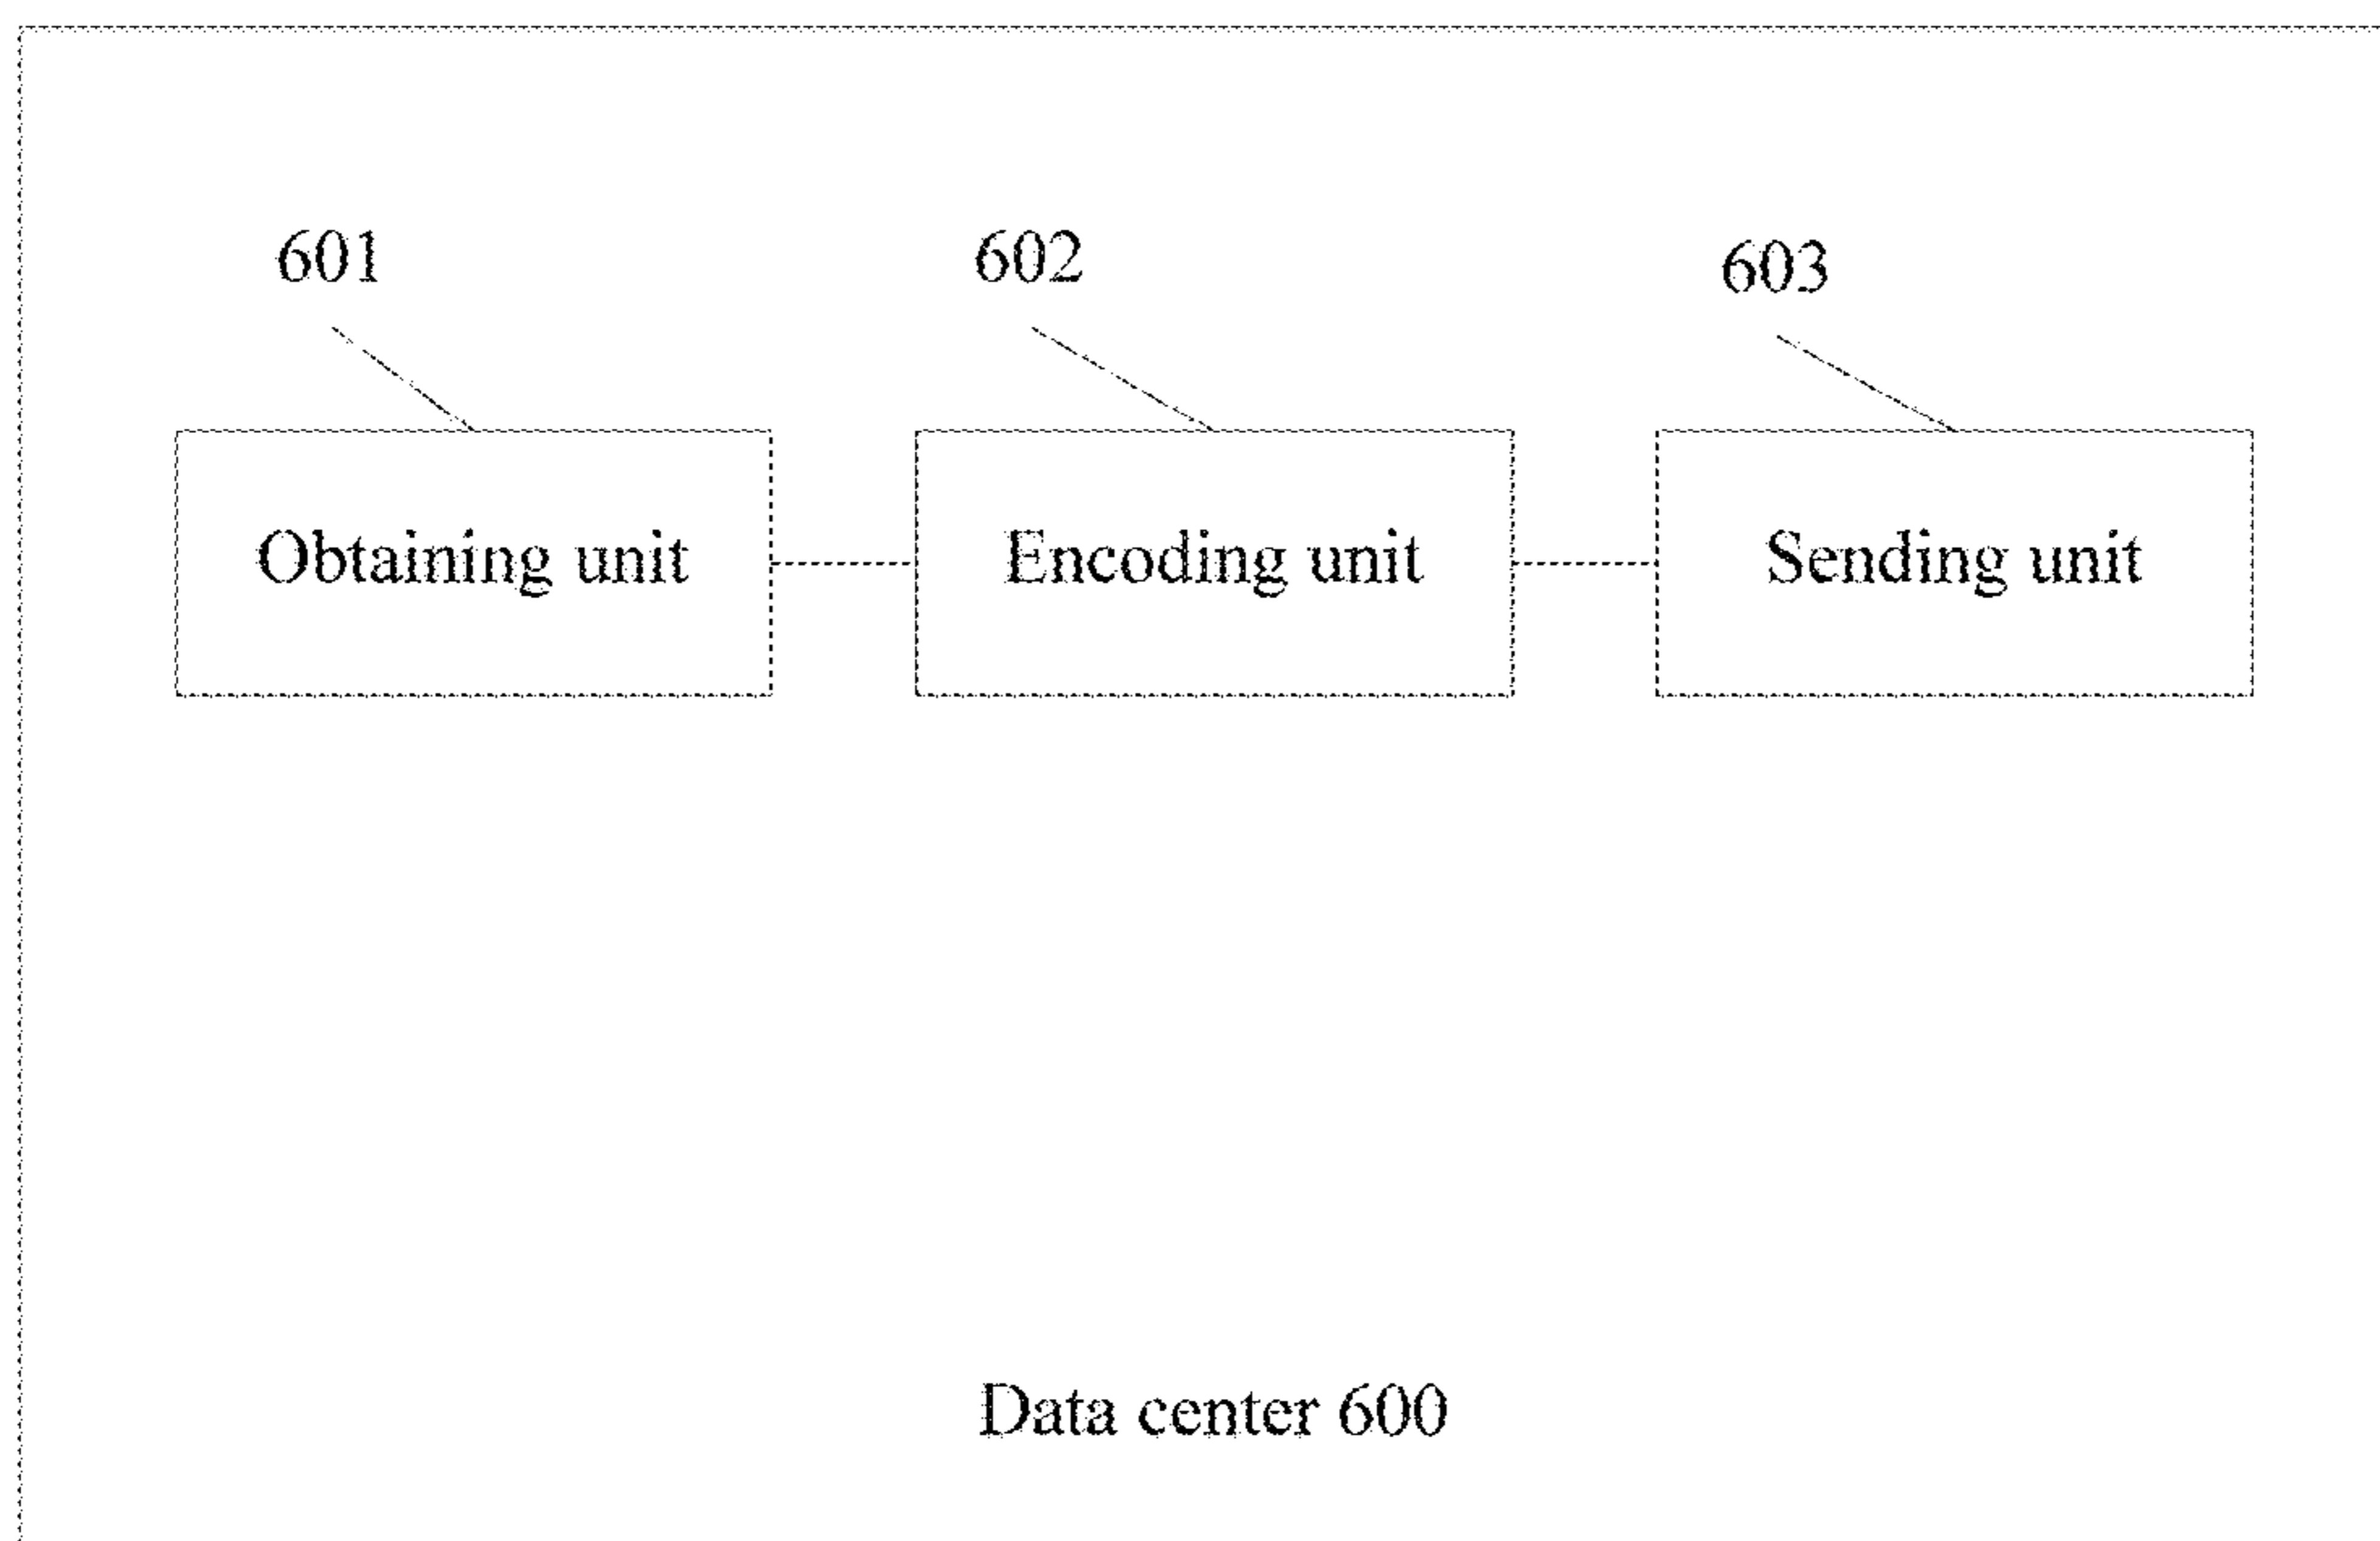 601
602
603
Obtaining unit
Encoding unit
Sending unit
Data center 600